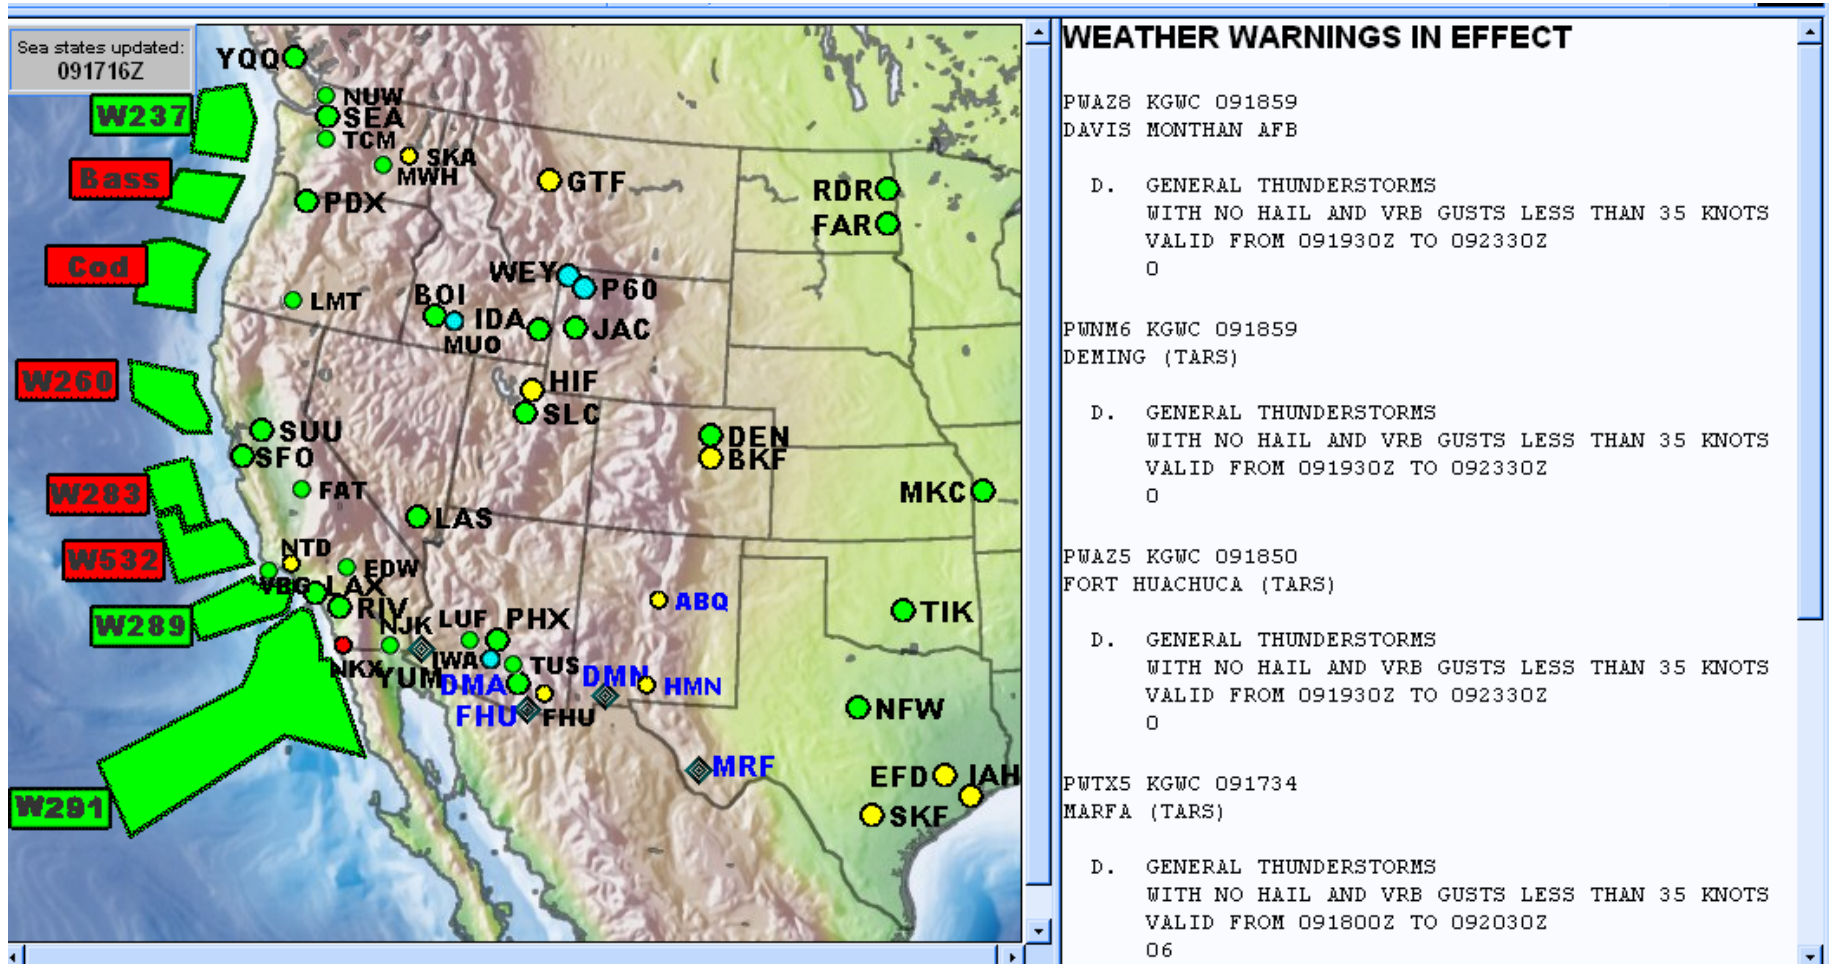 Sea states updated:
091716Z
YQQ
W237
NUW
SEA
TCM
SKA
MWH
Bass
GTF
RDR
PDX
FAR
Cod
WEY
P60
LMT
BOI
IDA
JAC
MUO
W260
HIF
SLC
SUU
DEN
SFO
BKF
W283
FAT
MKC
LAS
W532
NTD
EDW
VBG
LAX
W289
RIV
ABQ
TIK
NJK
LUF
PHX
NKX
YUM
IWA
TUS
DMA
DMN
HMN
FHU
FHU
NFW
MRF
EFD
IAH
W291
SKF
WEATHER WARNINGS IN EFFECT
PWAZ8 KGWC 091859
DAVIS MONTHAN AFB
D. GENERAL THUNDERSTORMS
WITH NO HAIL AND VRB GUSTS LESS THAN 35 KNOTS
VALID FROM 091930Z TO 092330Z
0
PWNM6 KGWC 091859
DEMING (TARS)
D. GENERAL THUNDERSTORMS
WITH NO HAIL AND VRB GUSTS LESS THAN 35 KNOTS
VALID FROM 091930Z TO 092330Z
0
PWAZ5 KGWC 091850
FORT HUACHUCA (TARS)
D. GENERAL THUNDERSTORMS
WITH NO HAIL AND VRB GUSTS LESS THAN 35 KNOTS
VALID FROM 091930Z TO 092330Z
0
PWTX5 KGWC 091734
MARFA (TARS)
D. GENERAL THUNDERSTORMS
WITH NO HAIL AND VRB GUSTS LESS THAN 35 KNOTS
VALID FROM 091800Z TO 092030Z
06